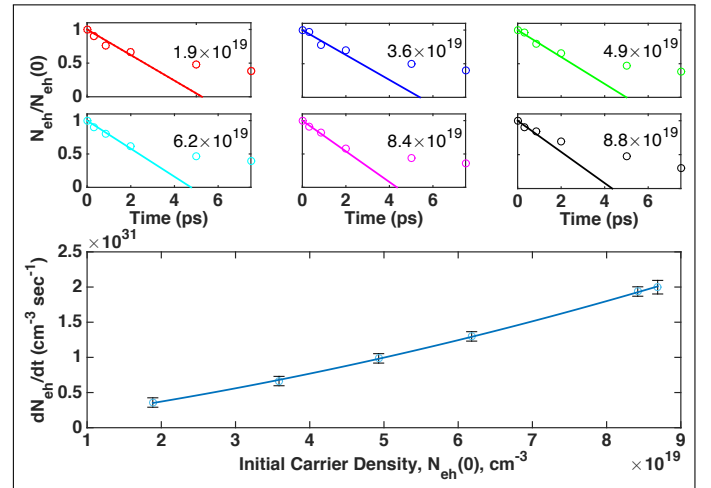 N_eh/N_eh(0)
1
0.5
0
1.9×10^19
3.6×10^19
4.9×10^19
1
0.5
0
6.2×10^19
8.4×10^19
8.8×10^19
0 2 4 6
0 2 4 6
0 2 4 6
Time (ps)
Time (ps)
Time (ps)
× 10^31
dN_eh/dt (cm^-3 sec^-1)
2.5
2
1.5
1
0.5
0
1 2 3 4 5 6 7 8 9
Initial Carrier Density, N_eh(0), cm^-3
× 10^19